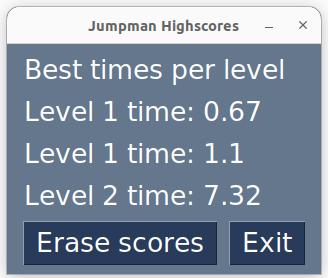 Jumpman Highscores
Best times per level
Level 1 time: 0.67
Level 1 time: 1.1
Level 2 time: 7.32
Erase scores Exit